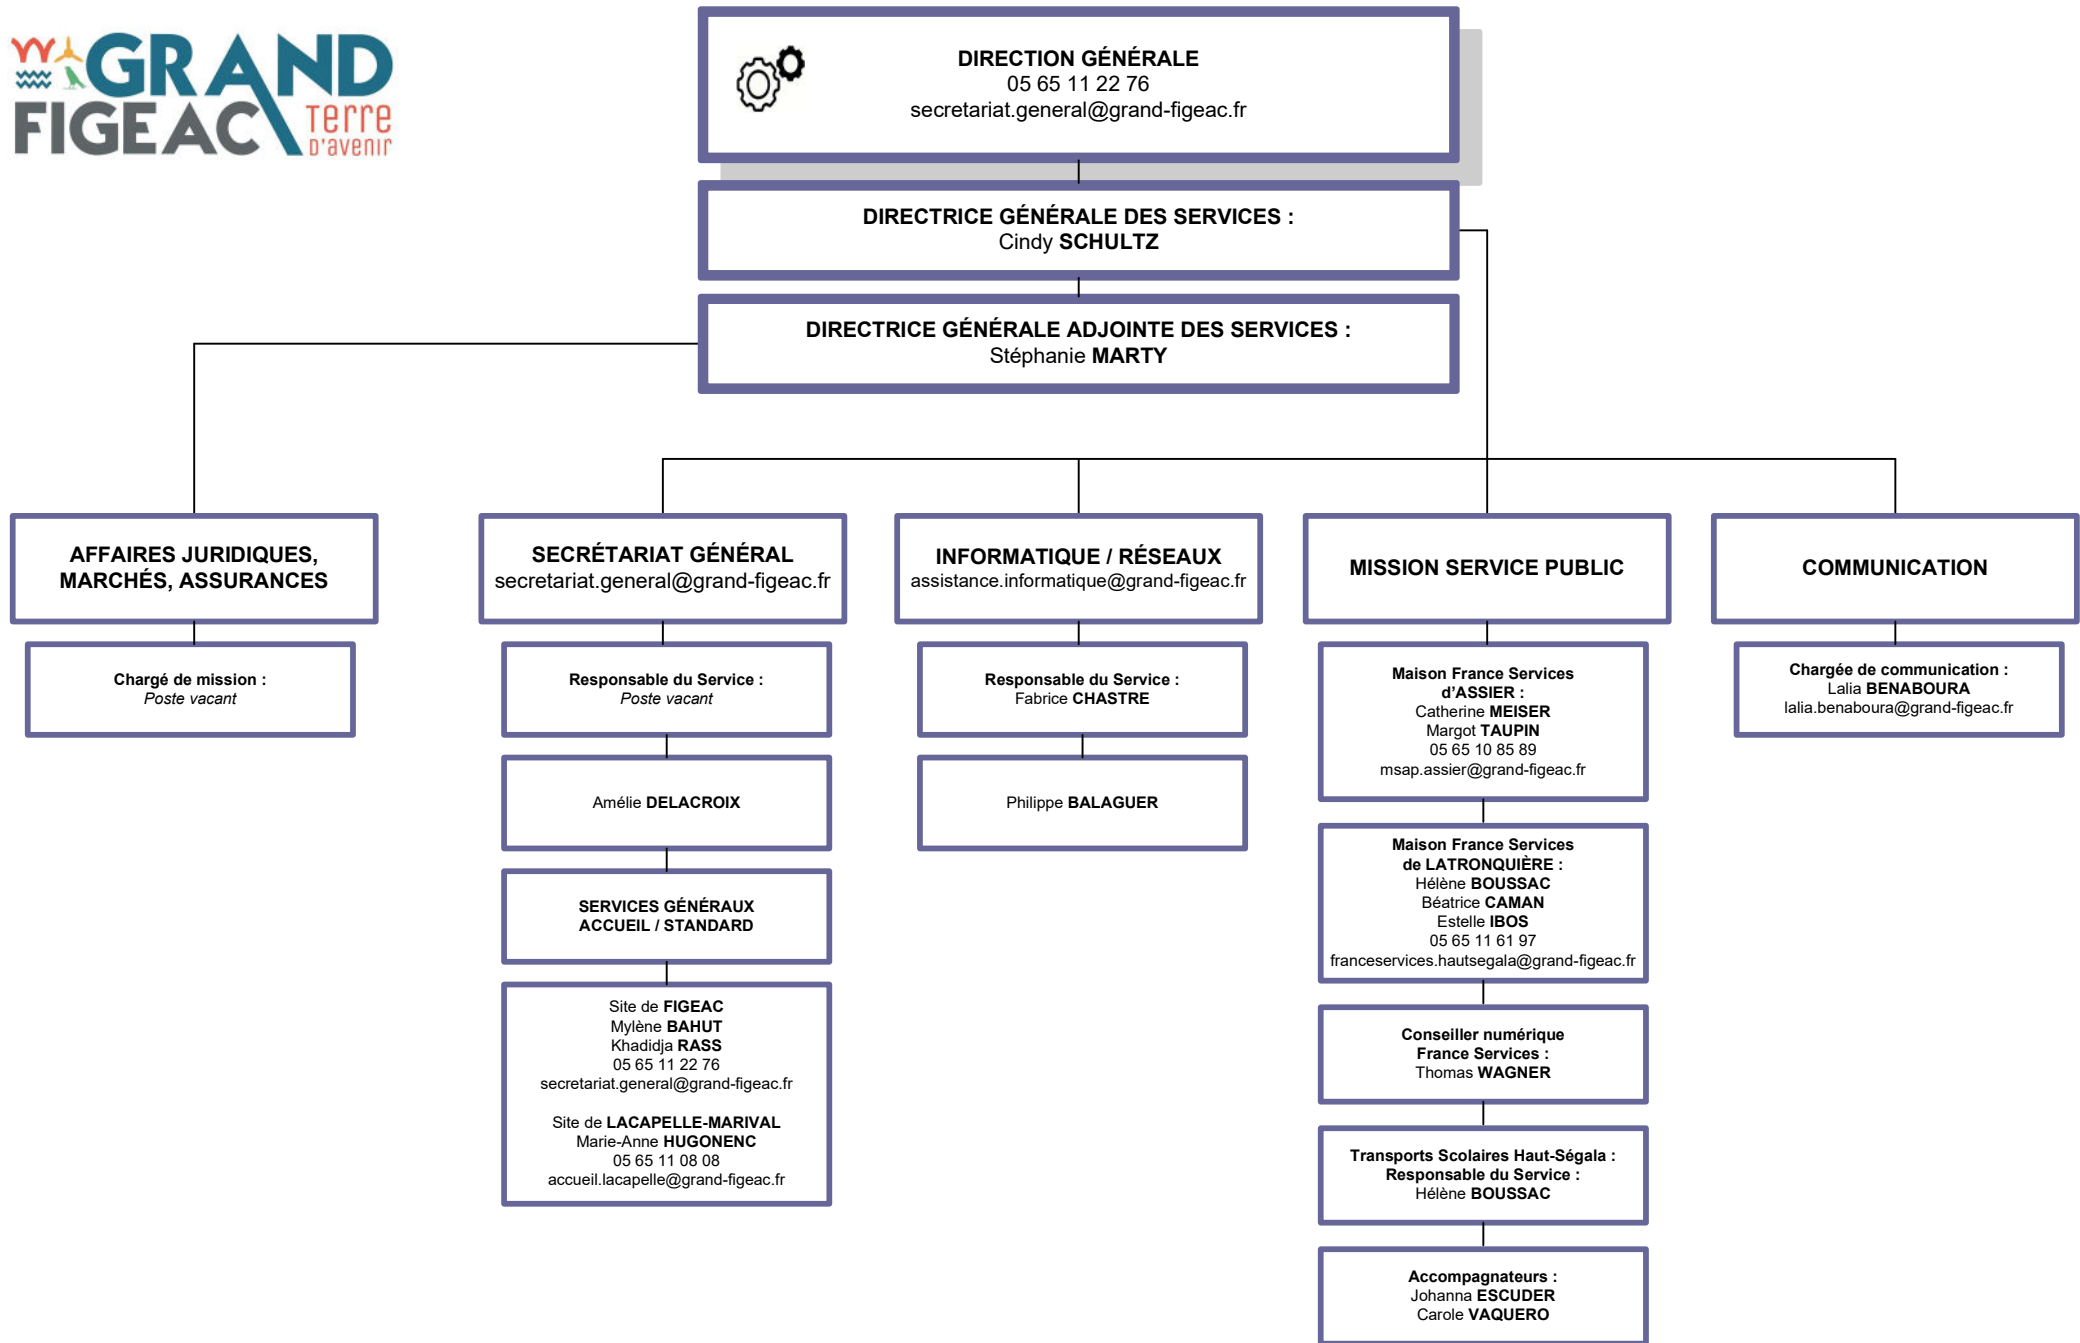 GRAND
FIGEAC
Terre
D'avenir
DIRECTION GÉNÉRALE
05 65 11 22 76
secretariat.general@grand-figeac.fr
DIRECTRICE GÉNÉRALE DES SERVICES :
Cindy SCHULTZ
DIRECTRICE GÉNÉRALE ADJOINTE DES SERVICES :
Stéphanie MARTY
AFFAIRES JURIDIQUES,
MARCHÉS, ASSURANCES
Chargé de mission :
Poste vacant
SECRÉTARIAT GÉNÉRAL
secretariat.general@grand-figeac.fr
Responsable du Service :
Poste vacant
Amélie DELACROIX
SERVICES GÉNÉRAUX
ACCUEIL / STANDARD
Site de FIGEAC
Mylène BAHUT
Khadidja RASS
05 65 11 22 76
secretariat.general@grand-figeac.fr
Site de LACAPELLE-MARIVAL
Marie-Anne HUGONENC
05 65 11 08 08
accueil.lacapelle@grand-figeac.fr
INFORMATIQUE / RÉSEAUX
assistance.informatique@grand-figeac.fr
Responsable du Service :
Fabrice CHASTRE
Philippe BALAGUER
MISSION SERVICE PUBLIC
Maison France Services
d'ASSIER :
Catherine MEISER
Margot TAUPIN
05 65 10 85 89
msap.assier@grand-figeac.fr
Maison France Services
de LATRONQUIÈRE :
Hélène BOUSSAC
Béatrice CAMAN
Estelle IBOS
05 65 11 61 97
franceservices.hautsegala@grand-figeac.fr
Conseiller numérique
France Services :
Thomas WAGNER
Transports Scolaires Haut-Ségala :
Responsable du Service :
Hélène BOUSSAC
Accompagnateurs :
Johanna ESCUDER
Carole VAQUERO
COMMUNICATION
Chargée de communication :
Lalia BENABOURA
lalia.benaboura@grand-figeac.fr